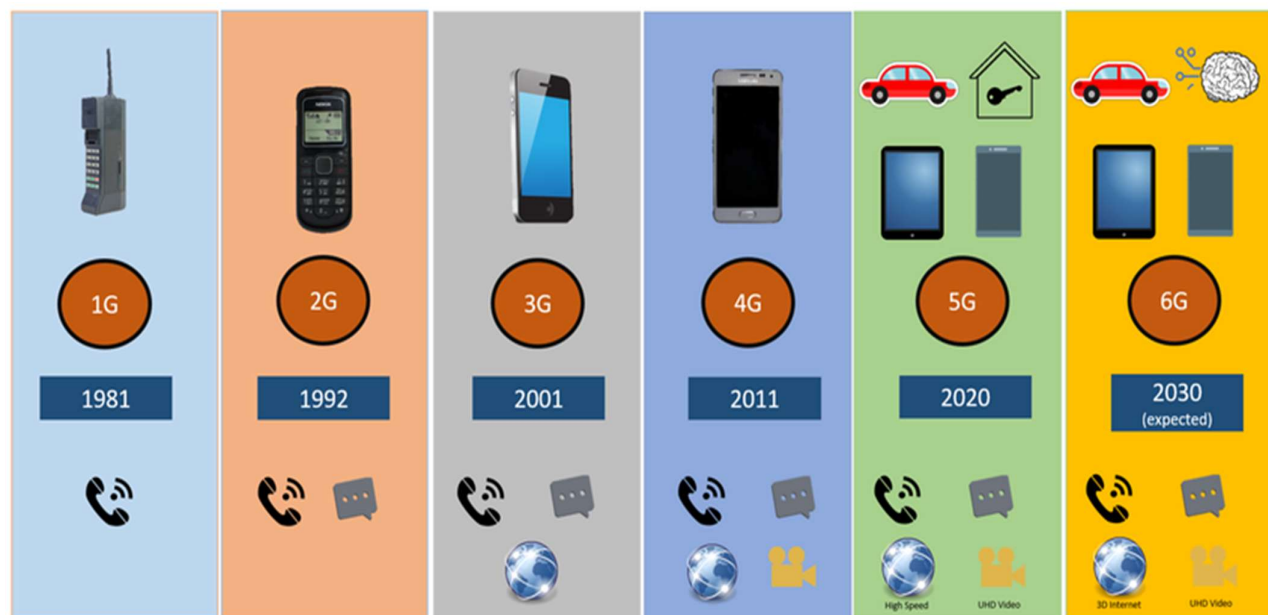 NOKIA
1G
2G
3G
4G
5G
6G
1981
1992
2001
2011
2020
2030
(expected)
High Speed
UHD Video
3D Internet
UHD Video